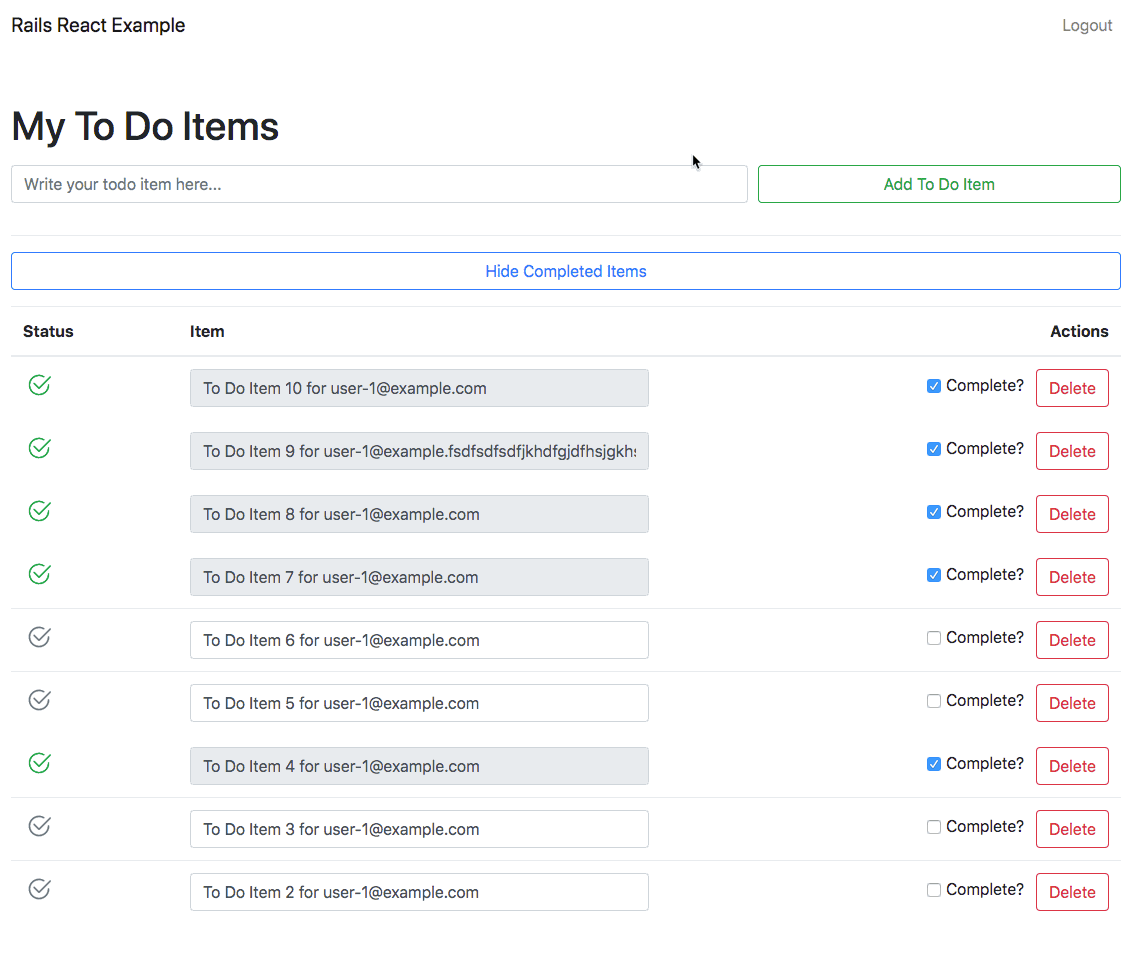 Rails React Example Logout
My To Do Items
Write your todo item here... Add To Do Item
Hide Completed Items
Status Item Actions
To Do Item 10 for user-1@example.com Complete? Delete
To Do Item 9 for user-1@example.fsdfsdfsdfjkhdfgjdfhsjgkhs Complete? Delete
To Do Item 8 for user-1@example.com Complete? Delete
To Do Item 7 for user-1@example.com Complete? Delete
To Do Item 6 for user-1@example.com Complete? Delete
To Do Item 5 for user-1@example.com Complete? Delete
To Do Item 4 for user-1@example.com Complete? Delete
To Do Item 3 for user-1@example.com Complete? Delete
To Do Item 2 for user-1@example.com Complete? Delete